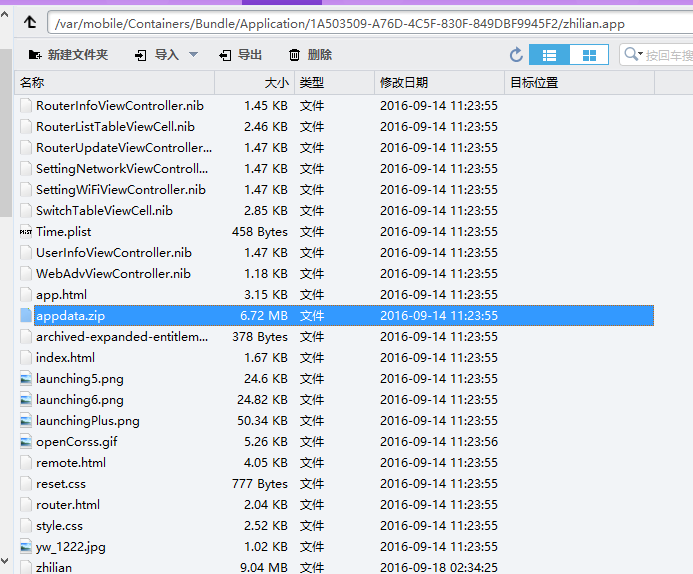 /var/mobile/Containers/Bundle/Application/1A503509-A76D-4C5F-830F-849DBF9945F2/zhilian.app
新建文件夹 导入 导出 删除 按回车搜
名称 大小 类型 修改日期 目标位置
RouterInfoViewController.nib 1.45 KB 文件 2016-09-14 11:23:55
RouterListTableViewCell.nib 2.46 KB 文件 2016-09-14 11:23:55
RouterUpdateViewController... 1.47 KB 文件 2016-09-14 11:23:55
SettingNetworkViewControll... 1.47 KB 文件 2016-09-14 11:23:55
SettingWiFiViewController.nib 1.47 KB 文件 2016-09-14 11:23:55
SwitchTableViewCell.nib 2.85 KB 文件 2016-09-14 11:23:55
PLIST Time.plist 458 Bytes 文件 2016-09-14 11:23:55
UserInfoViewController.nib 1.47 KB 文件 2016-09-14 11:23:55
WebAdvViewController.nib 1.18 KB 文件 2016-09-14 11:23:55
app.html 3.15 KB 文件 2016-09-14 11:23:55
appdata.zip 6.72 MB 文件 2016-09-14 11:23:55
archived-expanded-entitlem... 378 Bytes 文件 2016-09-14 11:23:55
index.html 1.67 KB 文件 2016-09-14 11:23:55
launching5.png 24.6 KB 文件 2016-09-14 11:23:55
launching6.png 24.82 KB 文件 2016-09-14 11:23:55
launchingPlus.png 50.34 KB 文件 2016-09-14 11:23:55
openCorss.gif 5.26 KB 文件 2016-09-14 11:23:56
remote.html 4.05 KB 文件 2016-09-14 11:23:55
reset.css 777 Bytes 文件 2016-09-14 11:23:55
router.html 2.04 KB 文件 2016-09-14 11:23:55
style.css 2.52 KB 文件 2016-09-14 11:23:55
yw_1222.jpg 1.02 KB 文件 2016-09-14 11:23:55
zhilian 9.04 MB 文件 2016-09-18 02:34:25